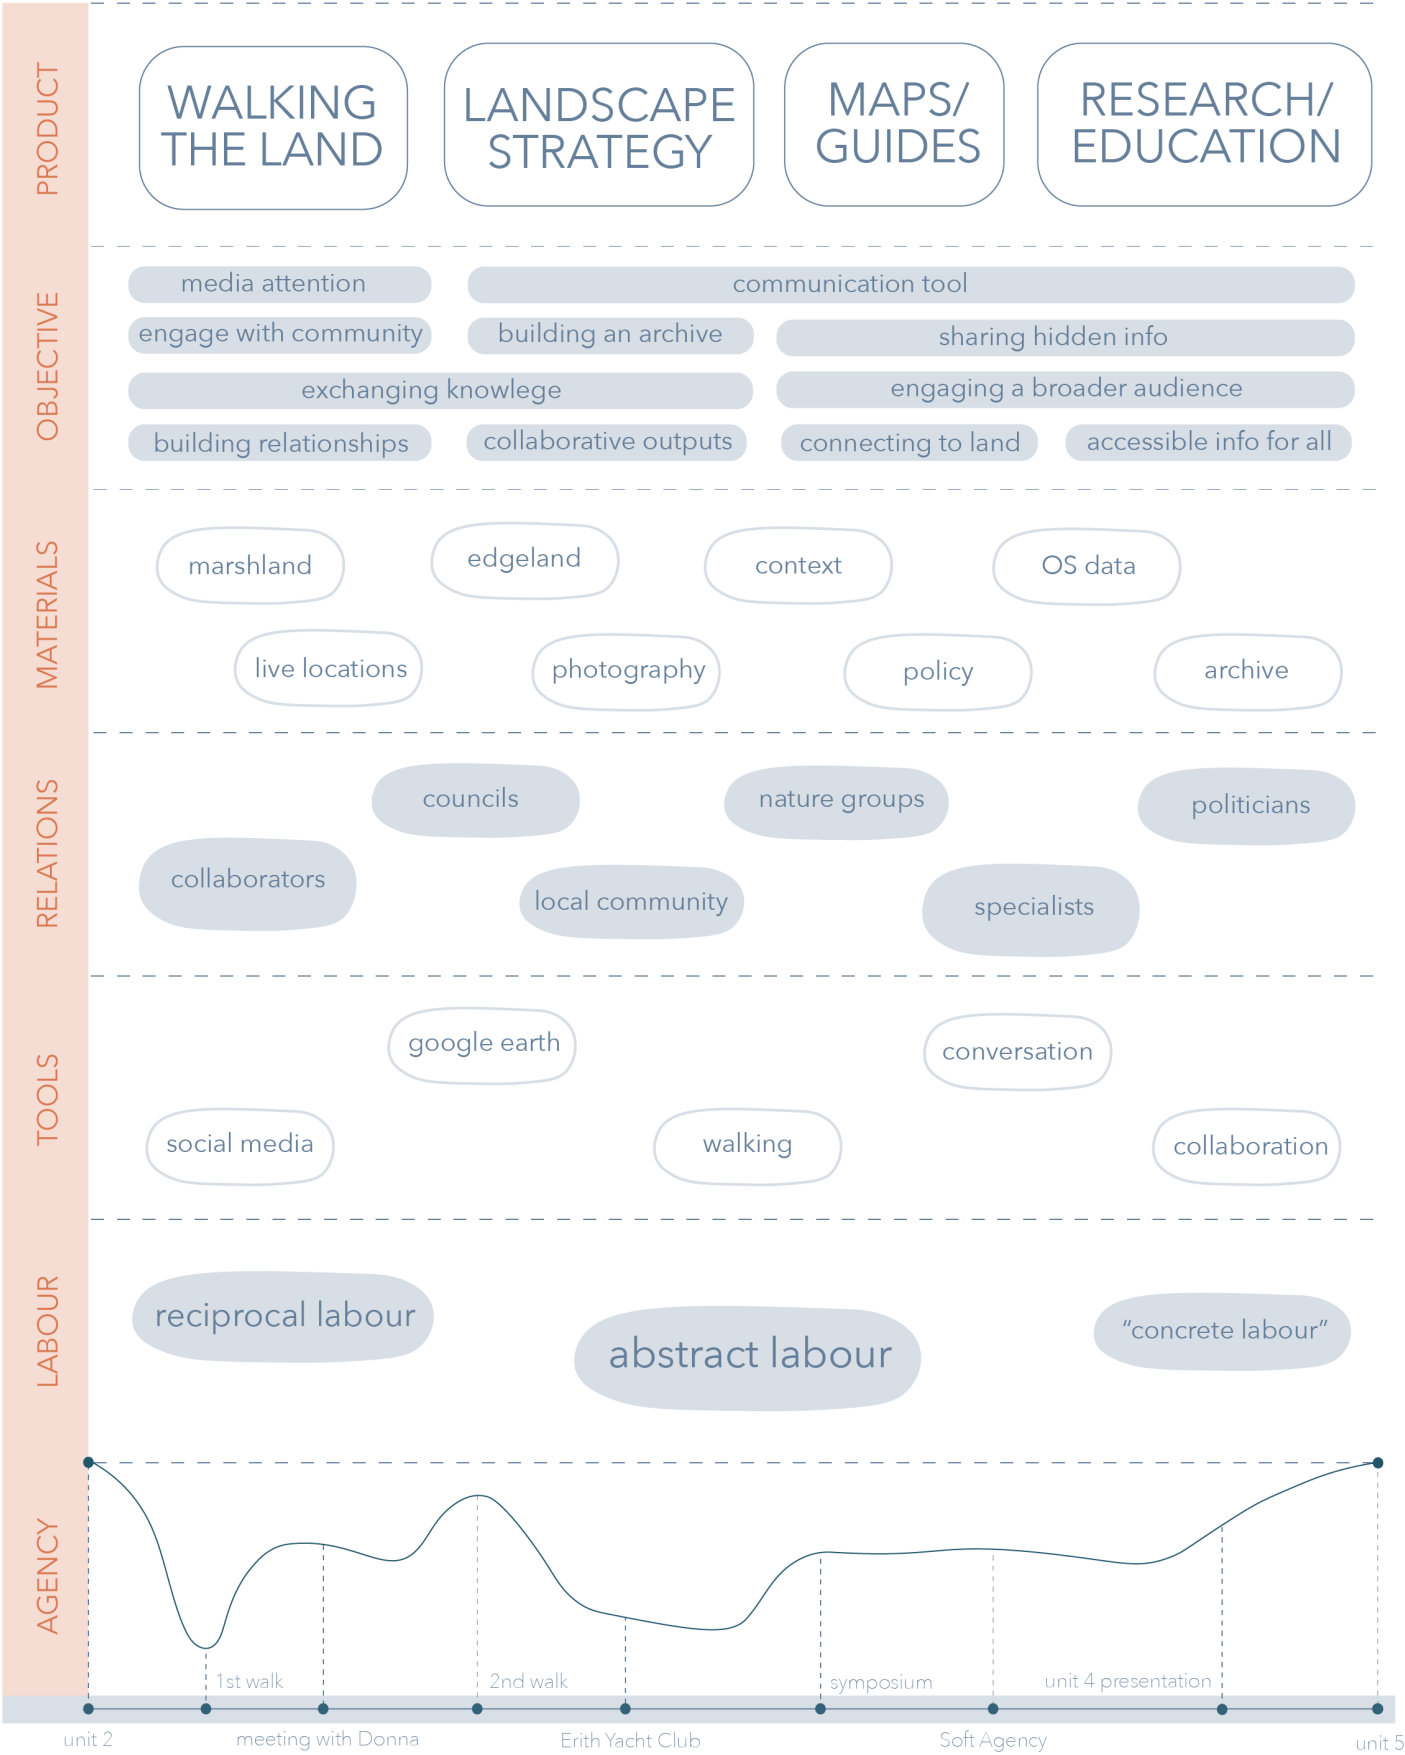 PRODUCT
WALKING
THE LAND
LANDSCAPE
STRATEGY
MAPS/
GUIDES
RESEARCH/
EDUCATION
OBJECTIVE
media attention
communication tool
engage with community
building an archive
sharing hidden info
exchanging knowlege
engaging a broader audience
building relationships
collaborative outputs
connecting to land
accessible info for all
MATERIALS
marshland
edgeland
context
OS data
live locations
photography
policy
archive
RELATIONS
councils
nature groups
politicians
collaborators
local community
specialists
TOOLS
google earth
conversation
social media
walking
collaboration
LABOUR
reciprocal labour
abstract labour
“concrete labour”
AGENCY
1st walk
2nd walk
symposium
unit 4 presentation
unit 2
meeting with Donna
Erith Yacht Club
Soft Agency
unit 5